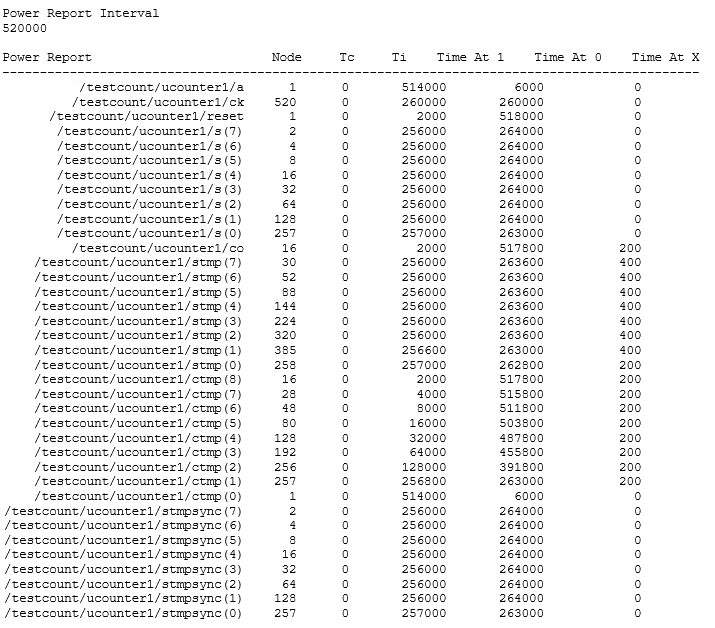 Power Report Interval
520000
Power Report Node Tc Ti Time At 1 Time At 0 Time At X
--------------------------------------------------------------------------------------------
/testcount/ucounter1/a 1 0 514000 6000 0
/testcount/ucounter1/ck 520 0 260000 260000 0
/testcount/ucounter1/reset 1 0 2000 518000 0
/testcount/ucounter1/s(7) 2 0 256000 264000 0
/testcount/ucounter1/s(6) 4 0 256000 264000 0
/testcount/ucounter1/s(5) 8 0 256000 264000 0
/testcount/ucounter1/s(4) 16 0 256000 264000 0
/testcount/ucounter1/s(3) 32 0 256000 264000 0
/testcount/ucounter1/s(2) 64 0 256000 264000 0
/testcount/ucounter1/s(1) 128 0 256000 264000 0
/testcount/ucounter1/s(0) 257 0 257000 263000 0
/testcount/ucounter1/co 16 0 2000 517800 200
/testcount/ucounter1/stmp(7) 30 0 256000 263600 400
/testcount/ucounter1/stmp(6) 52 0 256000 263600 400
/testcount/ucounter1/stmp(5) 88 0 256000 263600 400
/testcount/ucounter1/stmp(4) 144 0 256000 263600 400
/testcount/ucounter1/stmp(3) 224 0 256000 263600 400
/testcount/ucounter1/stmp(2) 320 0 256000 263600 400
/testcount/ucounter1/stmp(1) 385 0 256600 263000 400
/testcount/ucounter1/stmp(0) 258 0 257000 262800 200
/testcount/ucounter1/ctmp(8) 16 0 2000 517800 200
/testcount/ucounter1/ctmp(7) 28 0 4000 515800 200
/testcount/ucounter1/ctmp(6) 48 0 8000 511800 200
/testcount/ucounter1/ctmp(5) 80 0 16000 503800 200
/testcount/ucounter1/ctmp(4) 128 0 32000 487800 200
/testcount/ucounter1/ctmp(3) 192 0 64000 455800 200
/testcount/ucounter1/ctmp(2) 256 0 128000 391800 200
/testcount/ucounter1/ctmp(1) 257 0 256800 263000 200
/testcount/ucounter1/ctmp(0) 1 0 514000 6000 0
/testcount/ucounter1/stmpsync(7) 2 0 256000 264000 0
/testcount/ucounter1/stmpsync(6) 4 0 256000 264000 0
/testcount/ucounter1/stmpsync(5) 8 0 256000 264000 0
/testcount/ucounter1/stmpsync(4) 16 0 256000 264000 0
/testcount/ucounter1/stmpsync(3) 32 0 256000 264000 0
/testcount/ucounter1/stmpsync(2) 64 0 256000 264000 0
/testcount/ucounter1/stmpsync(1) 128 0 256000 264000 0
/testcount/ucounter1/stmpsync(0) 257 0 257000 263000 0